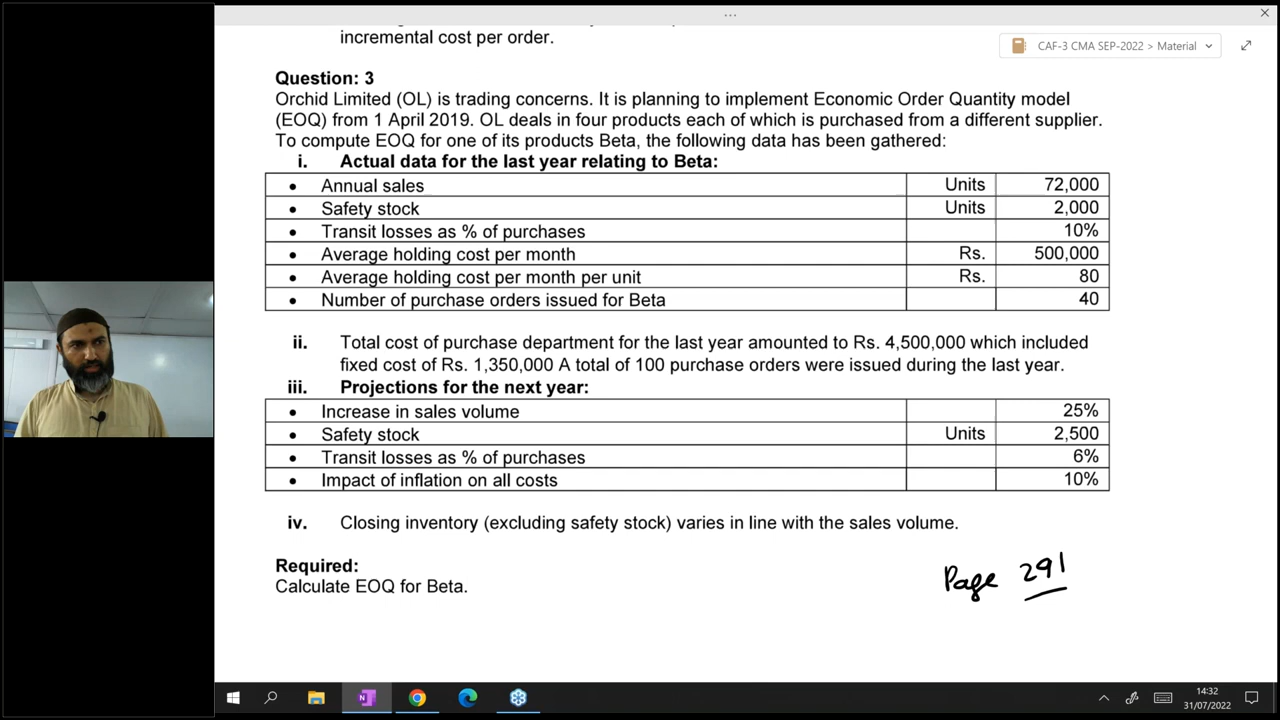 incremental cost per order.
CAF-3 CMA SEP-2022 > Material
Question: 3
Orchid Limited (OL) is trading concerns. It is planning to implement Economic Order Quantity model
(EOQ) from 1 April 2019. OL deals in four products each of which is purchased from a different supplier.
To compute EOQ for one of its products Beta, the following data has been gathered:
i. Actual data for the last year relating to Beta:
• Annual sales Units 72,000
• Safety stock Units 2,000
• Transit losses as % of purchases 10%
• Average holding cost per month Rs. 500,000
• Average holding cost per month per unit Rs. 80
• Number of purchase orders issued for Beta 40
ii. Total cost of purchase department for the last year amounted to Rs. 4,500,000 which included
fixed cost of Rs. 1,350,000 A total of 100 purchase orders were issued during the last year.
iii. Projections for the next year:
• Increase in sales volume 25%
• Safety stock Units 2,500
• Transit losses as % of purchases 6%
• Impact of inflation on all costs 10%
iv. Closing inventory (excluding safety stock) varies in line with the sales volume.
Required:
Calculate EOQ for Beta.
Page 291
14:32
31/07/2022